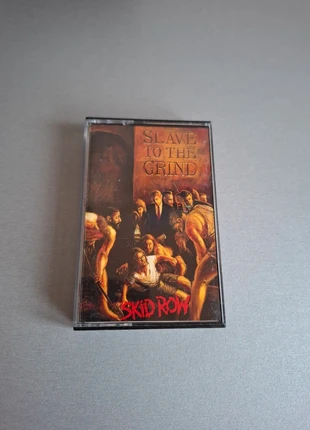 SLAVE
TO THE
GRIND
SKID ROW